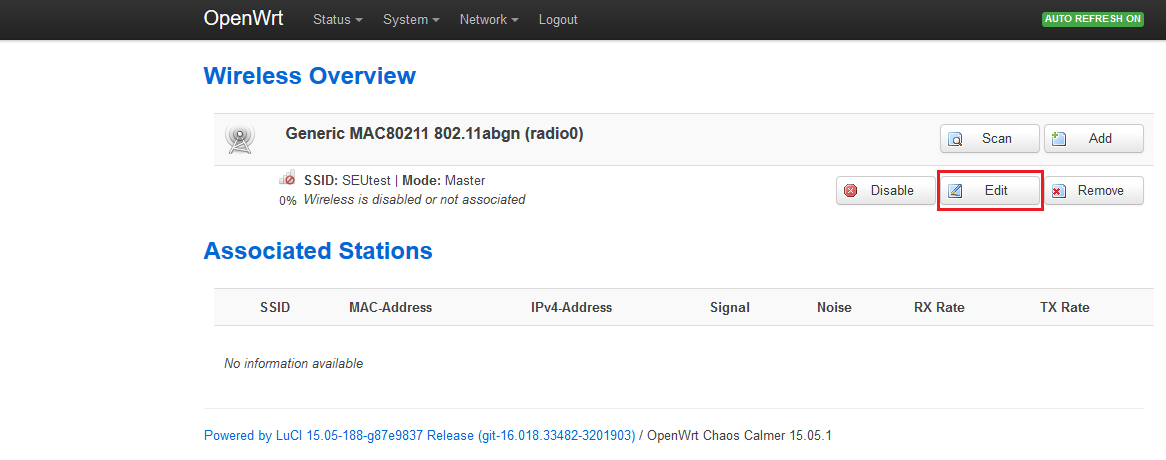 OpenWrt Status System Network Logout AUTO REFRESH ON
Wireless Overview
Generic MAC80211 802.11abgn (radio0) Scan Add
SSID: SEUtest | Mode: Master
0% Wireless is disabled or not associated
Disable Edit Remove
Associated Stations
SSID MAC-Address IPv4-Address Signal Noise RX Rate TX Rate
No information available
Powered by LuCI 15.05-188-g87e9837 Release (git-16.018.33482-3201903) / OpenWrt Chaos Calmer 15.05.1